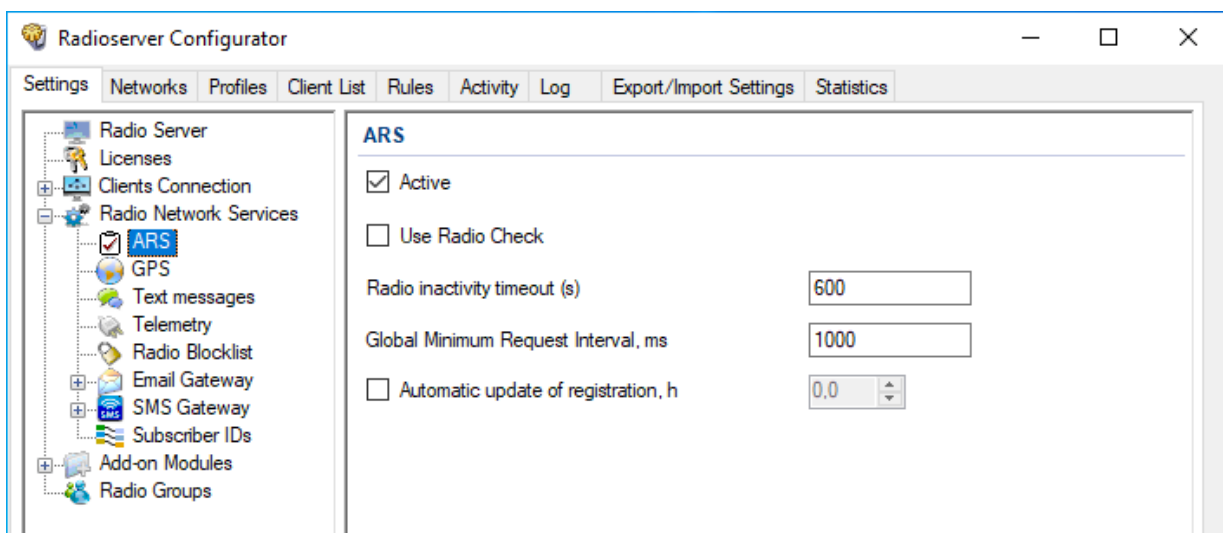 Radioserver Configurator
Settings Networks Profiles Client List Rules Activity Log Export/Import Settings Statistics
Radio Server
Licenses
Clients Connection
Radio Network Services
ARS
GPS
Text messages
Telemetry
Radio Blocklist
Email Gateway
SMS Gateway
Subscriber IDs
Add-on Modules
Radio Groups
ARS
Active
Use Radio Check
Radio inactivity timeout (s) 600
Global Minimum Request Interval, ms 1000
Automatic update of registration, h 0,0
SMS